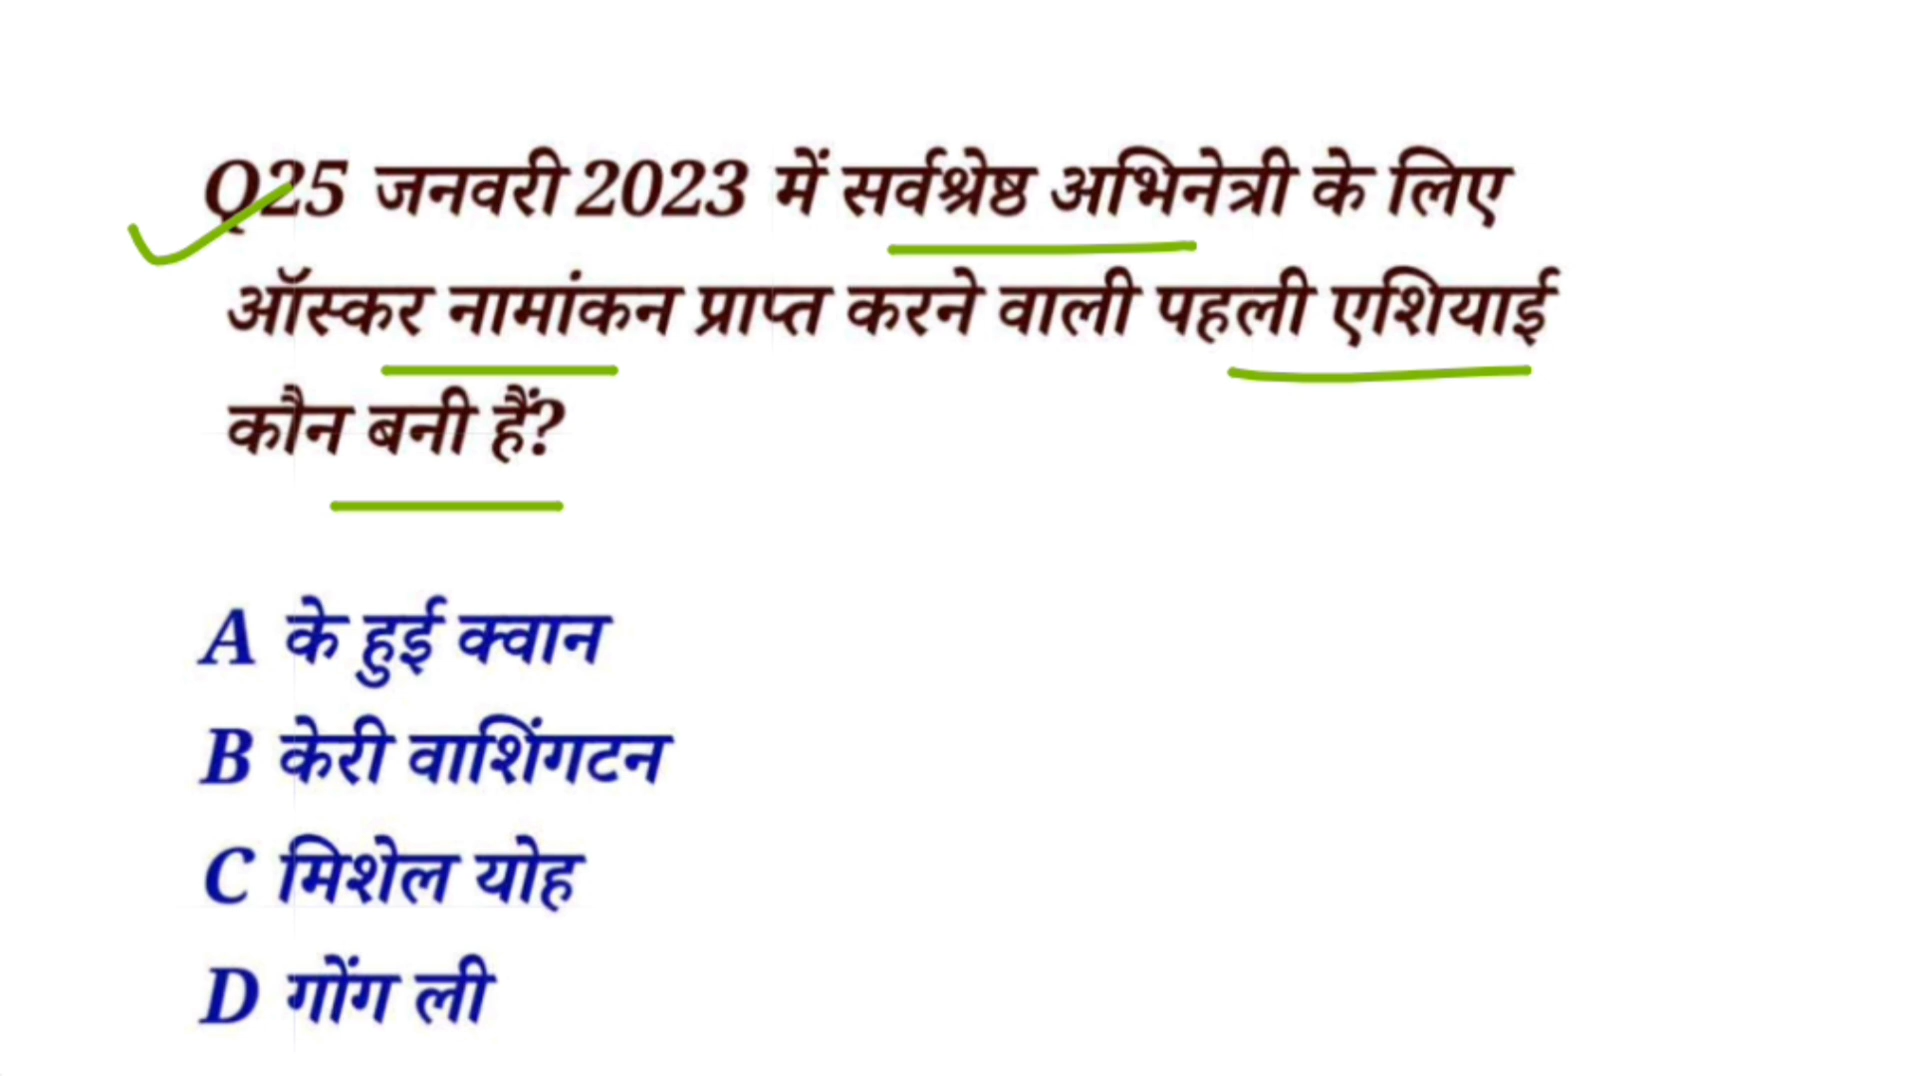 Q25 जनवरी 2023 में सर्वश्रेष्ठ अभिनेत्री के लिए
ऑस्कर नामांकन प्राप्त करने वाली पहली एशियाई
कौन बनी हैं?
A के हुई क्वान
B केरी वाशिंगटन
C मिशेल योह
D गोंग ली